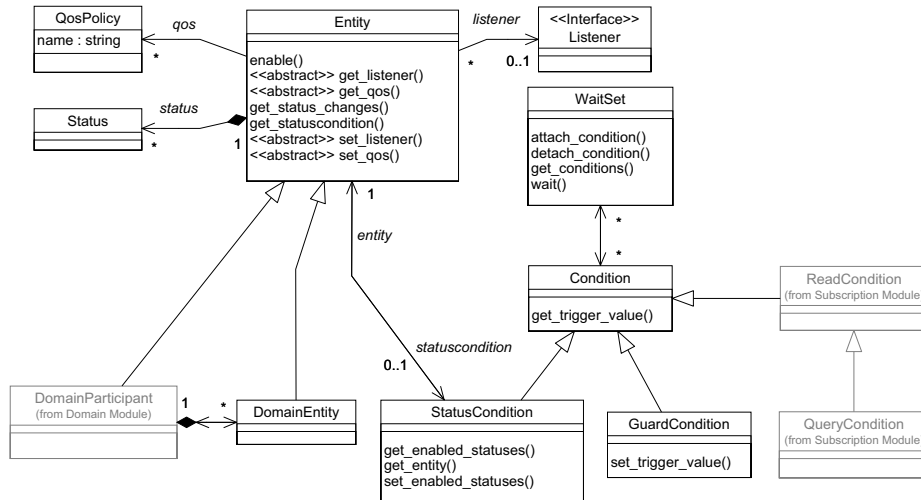 QosPolicy
name : string
qos
*
Entity
enable()
<<abstract>> get_listener()
<<abstract>> get_qos()
get_status_changes()
get_statuscondition()
<<abstract>> set_listener()
<<abstract>> set_qos()
listener
*
0..1
<<Interface>>
Listener
Status
status
*
1
WaitSet
attach_condition()
detach_condition()
get_conditions()
wait()
1
entity
*
*
Condition
get_trigger_value()
ReadCondition
(from Subscription Module)
statuscondition
0..1
DomainParticipant
(from Domain Module)
1
*
DomainEntity
StatusCondition
get_enabled_statuses()
get_entity()
set_enabled_statuses()
GuardCondition
set_trigger_value()
QueryCondition
(from Subscription Module)